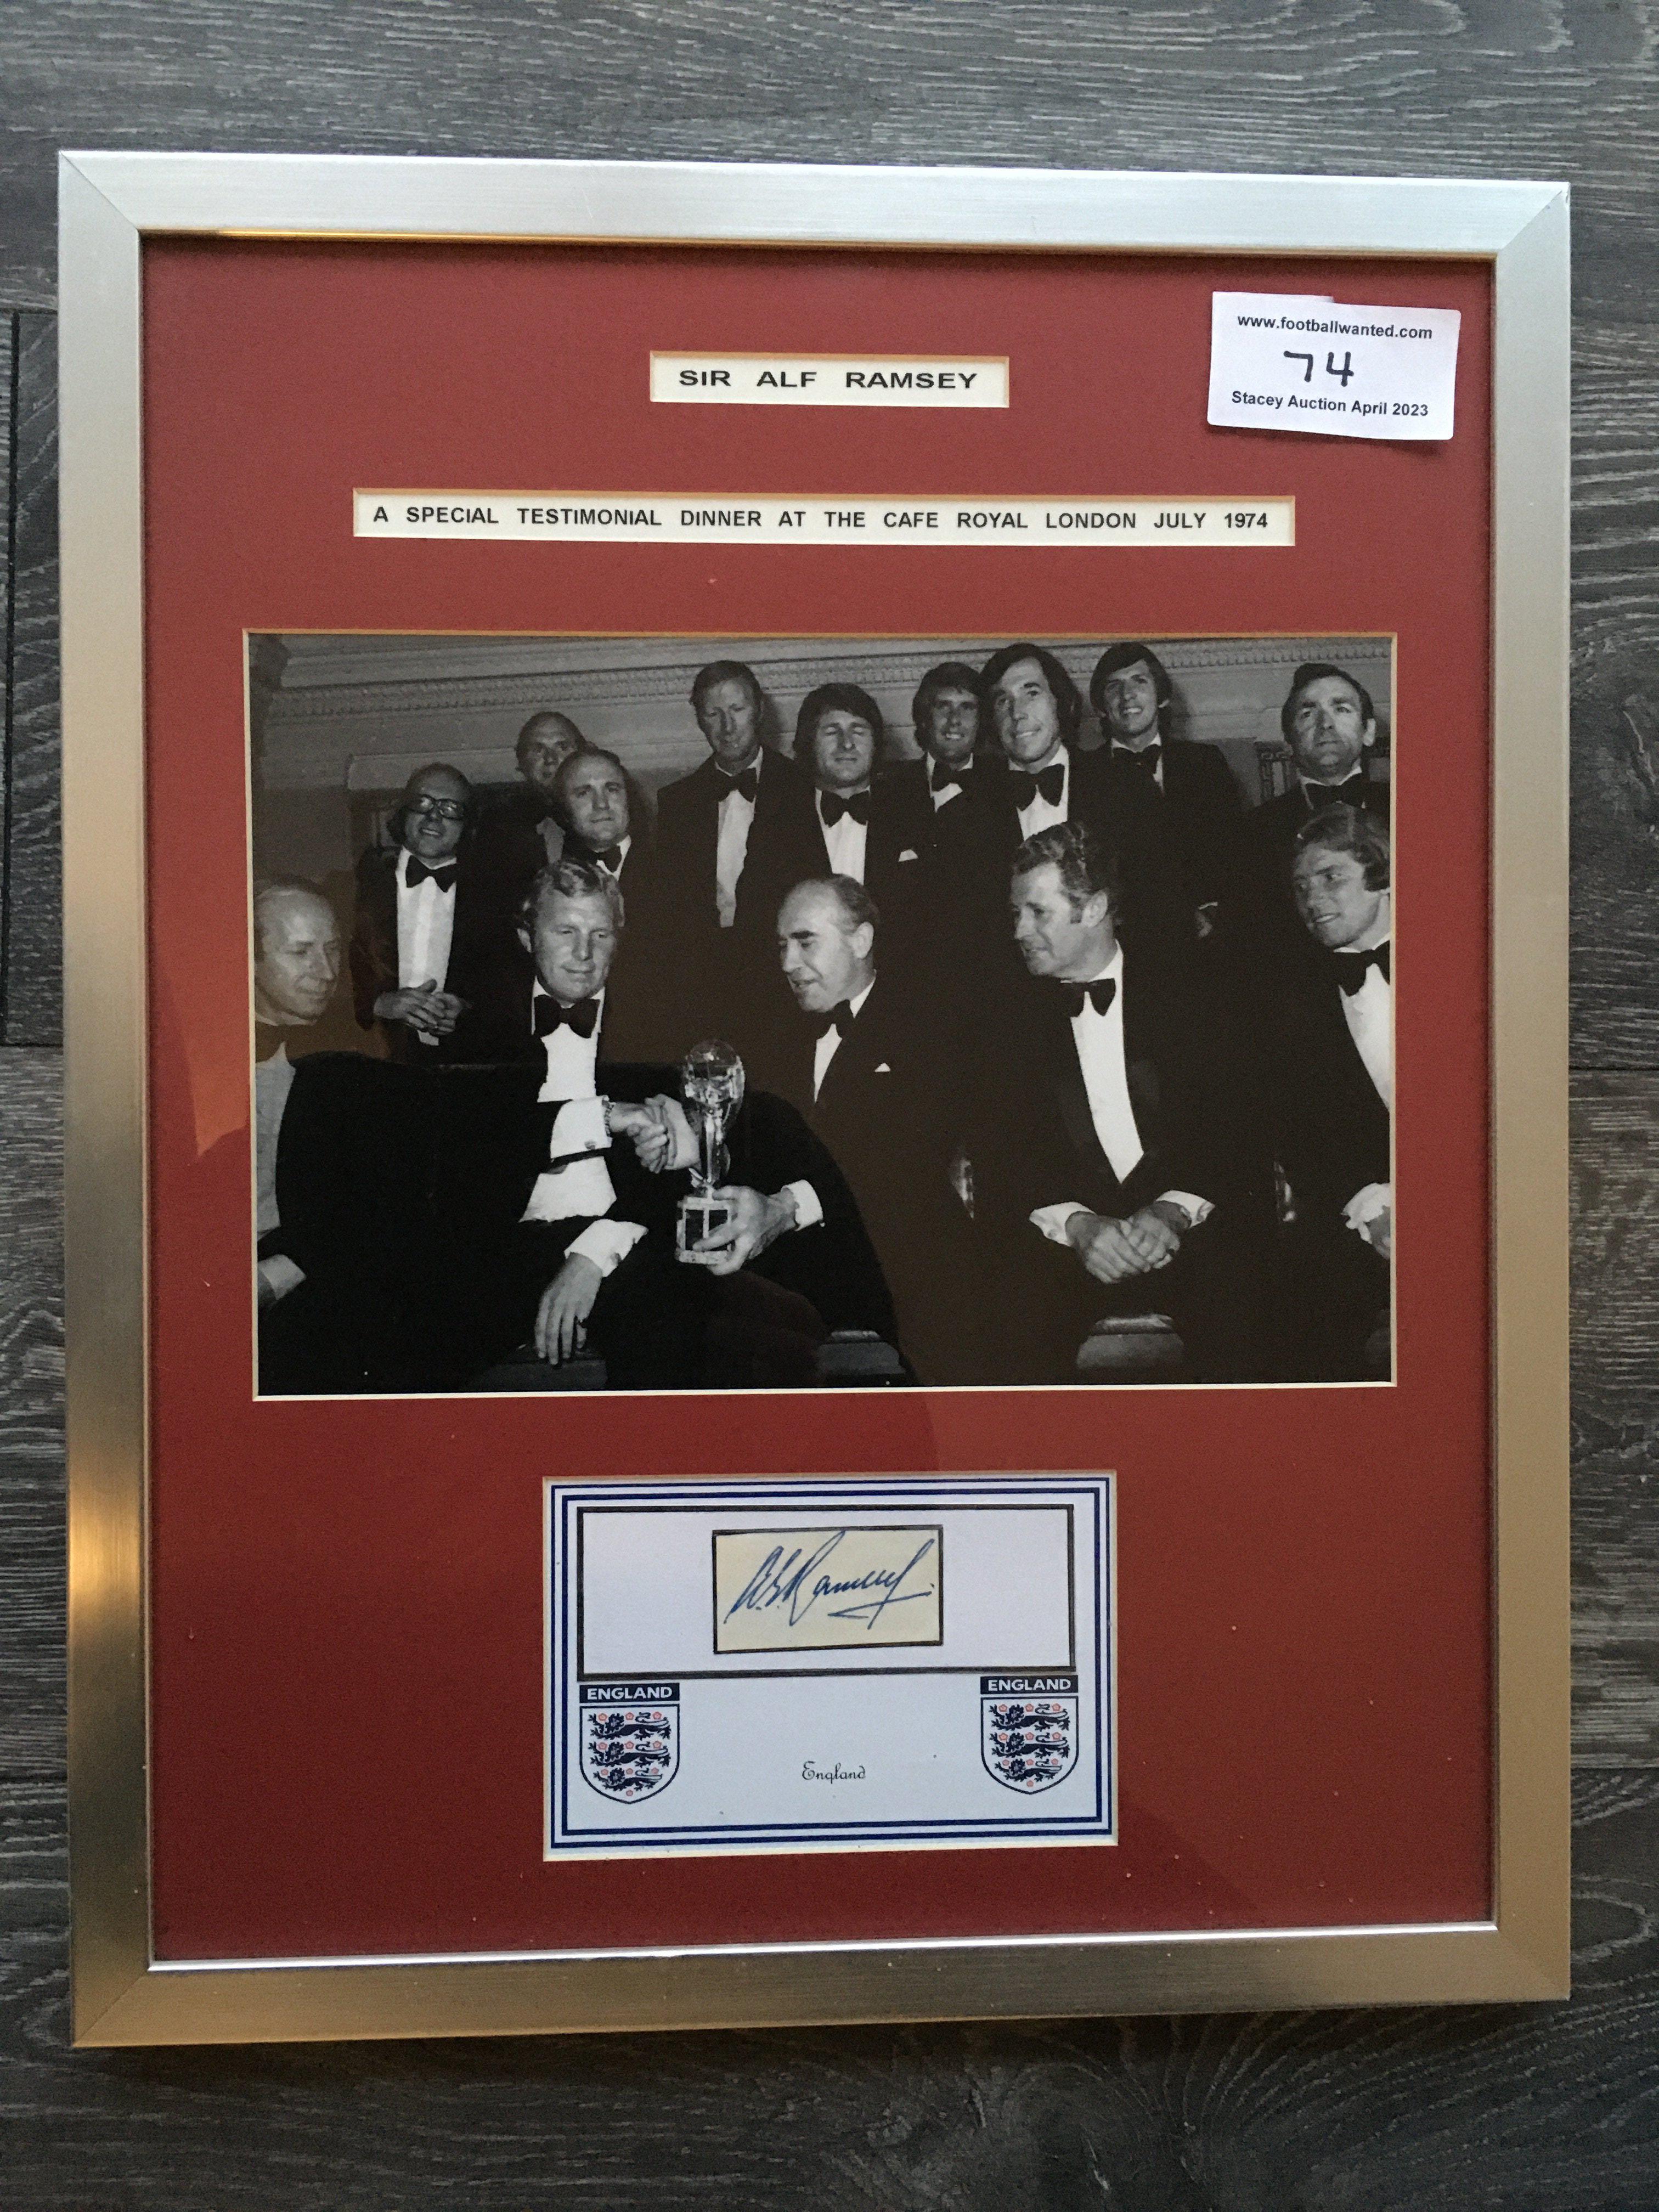 www.footballwanted.com
74
Stacey Auction April 2023
SIR ALF RAMSEY
A SPECIAL TESTIMONIAL DINNER AT THE CAFE ROYAL LONDON JULY 1974
A.E. Ramsey.
ENGLAND
ENGLAND
England